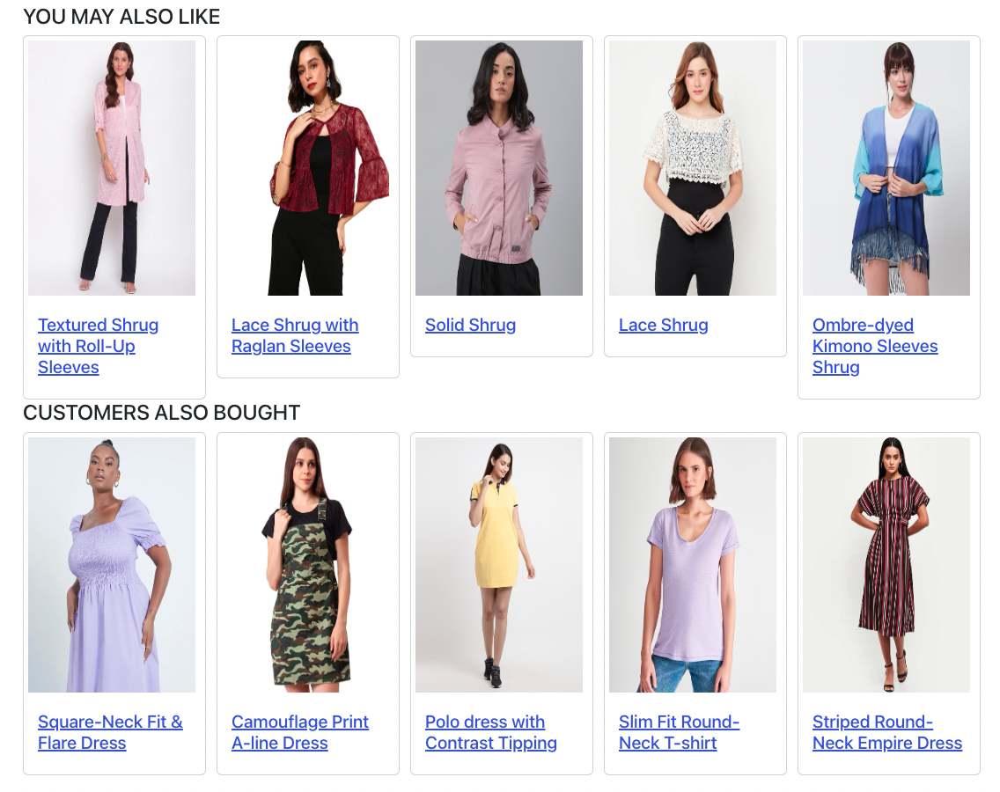 YOU MAY ALSO LIKE
Textured Shrug
with Roll-Up
Sleeves
Lace Shrug with
Raglan Sleeves
Solid Shrug
Lace Shrug
Ombre-dyed
Kimono Sleeves
Shrug
CUSTOMERS ALSO BOUGHT
Square-Neck Fit &
Flare Dress
Camouflage Print
A-line Dress
Polo dress with
Contrast Tipping
Slim Fit Round-
Neck T-shirt
Striped Round-
Neck Empire Dress